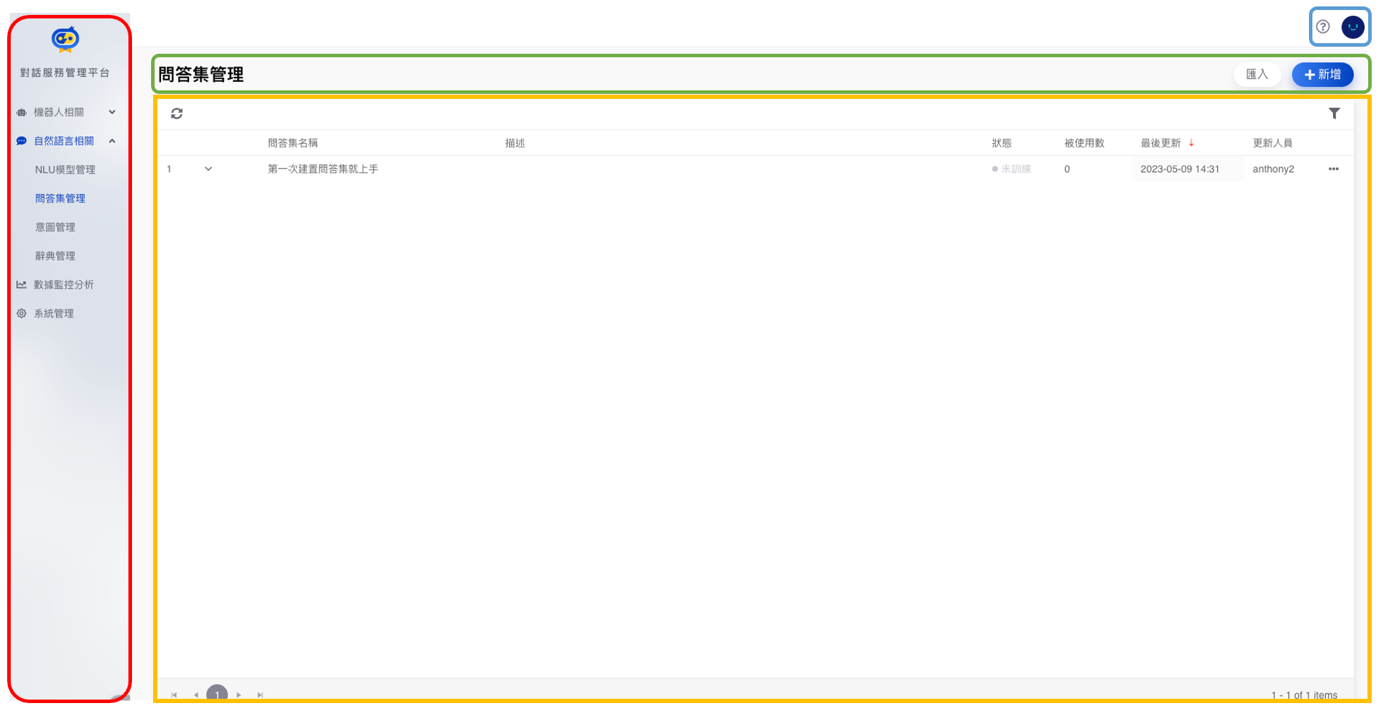 對話服務管理平台
機器人相關
自然語言相關
NLU模型管理
問答集管理
意圖管理
辭典管理
數據監控分析
系統管理
問答集管理
匯入
新增
問答集名稱 描述 狀態 被使用數 最後更新 更新人員
1 第一次建置問答集就上手 未訓練 0 2023-05-09 14:31 anthony2
1
1 - 1 of 1 items